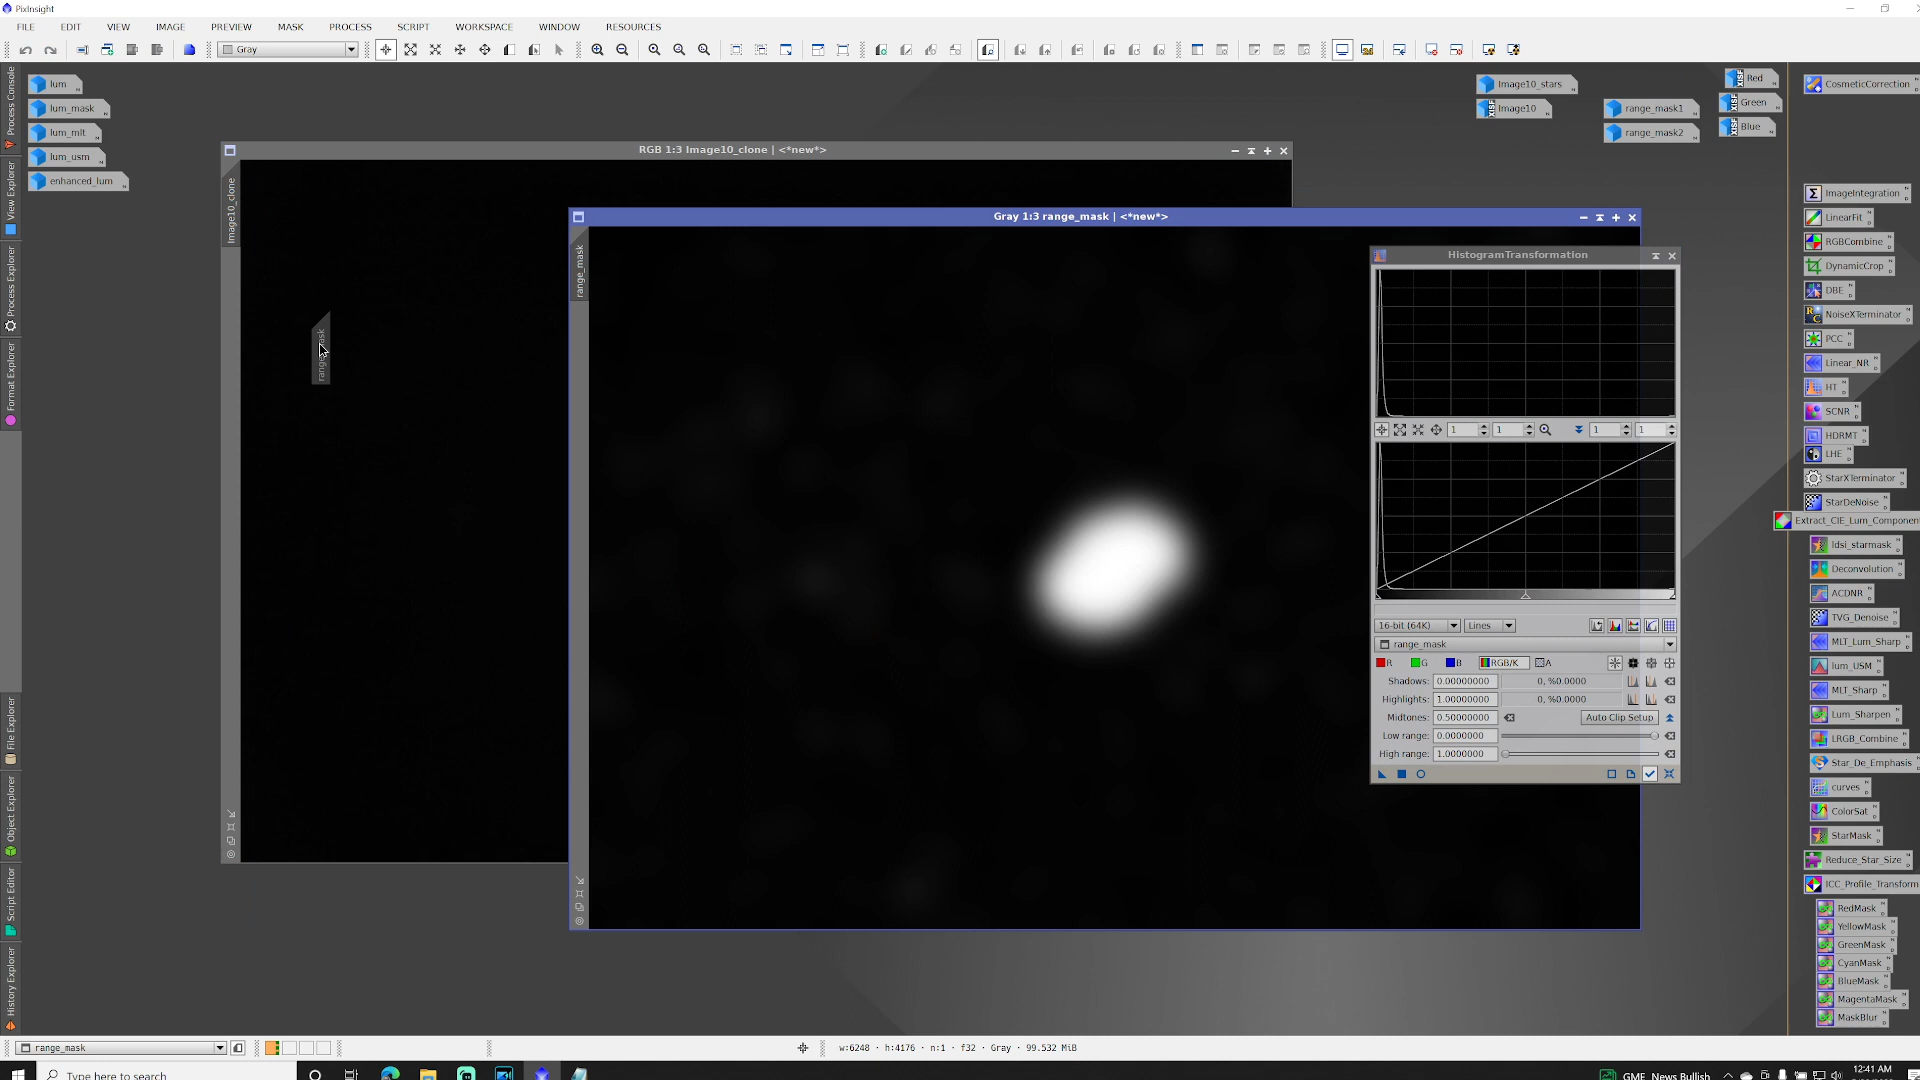 PixInsight
FILE EDIT VIEW IMAGE PREVIEW MASK PROCESS SCRIPT WORKSPACE WINDOW RESOURCES
Gray
Process Console
View Explorer
Process Explorer
Format Explorer
File Explorer
Object Explorer
Script Editor
History Explorer
lum
lum_mask
lum_mlt
lum_usm
enhanced_lum
Image10_stars
Image10
range_mask1
range_mask2
Red
Green
Blue
RGB 1:3 Image10_clone | <*new*>
Image10_clone
Gray 1:3 range_mask | <*new*>
range_mask
HistogramTransformation
1 1 1 1
16-bit (64K) Lines
range_mask
R G B RGB/K A
Shadows: 0.00000000 0, %0.0000
Highlights: 1.00000000 0, %0.0000
Midtones: 0.50000000 Auto Clip Setup
Low range: 0.0000000
High range: 1.0000000
CosmeticCorrection
ImageIntegration
LinearFit
RGBCombine
DynamicCrop
DBE
NoiseXTerminator
PCC
Linear_NR
HT
SCNR
HDRMT
LHE
StarXTerminator
StarDeNoise
Extract_CIE_Lum_Component
ldsi_starmask
Deconvolution
ACDNR
TVG_Denoise
MLT_Lum_Sharp
lum_USM
MLT_Sharp
Lum_Sharpen
LRGB_Combine
Star_De_Emphasis
curves
ColorSat
StarMask
Reduce_Star_Size
ICC_Profile_Transform
RedMask
YellowMask
GreenMask
CyanMask
BlueMask
MagentaMask
MaskBlur
range_mask
w:6248 · h:4176 · n:1 · f32 · Gray · 99.532 MiB
Type here to search
GME News Bullish
12:41 AM